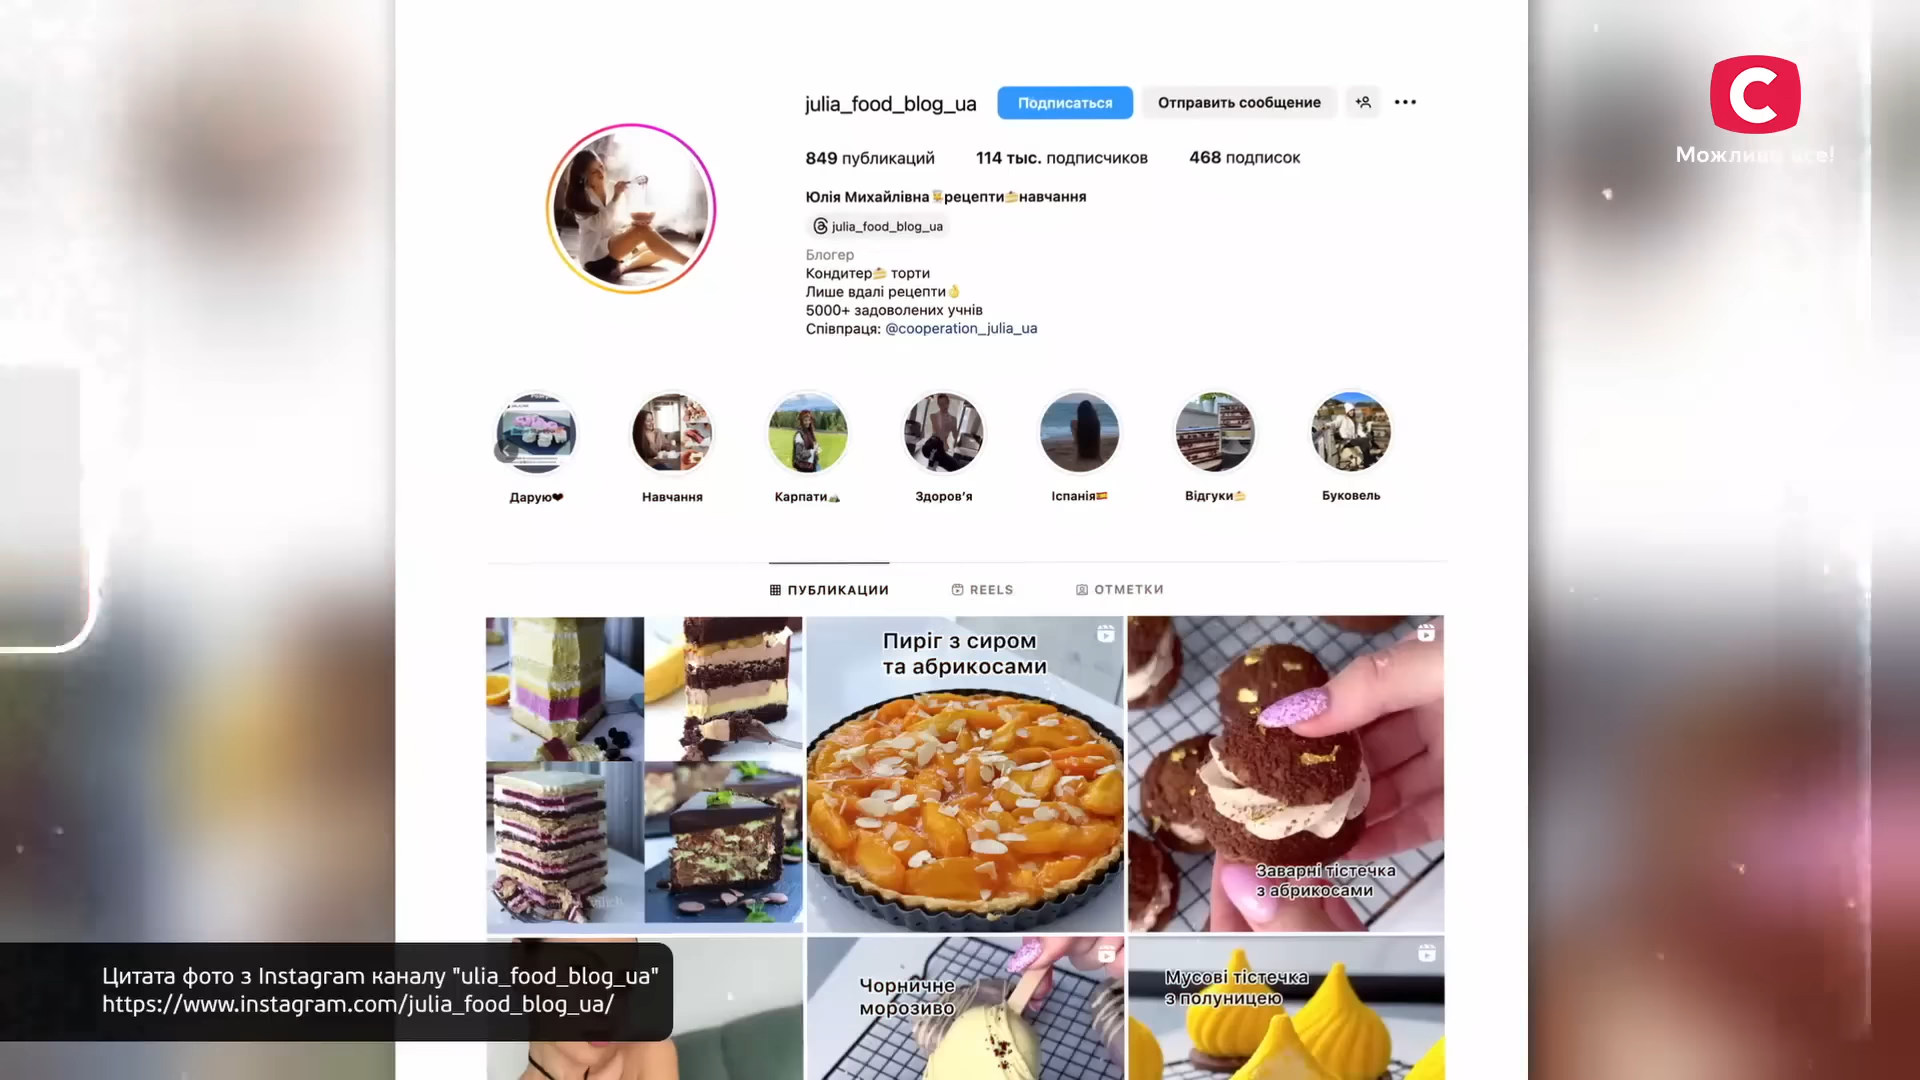 julia_food_blog_ua Подписаться Отправить сообщение
849 публикаций 114 тыс. подписчиков 468 подписок
Юлія Михайлівна рецепти навчання
julia_food_blog_ua
Блогер
Кондитер торти
Лише вдалі рецепти
5000+ задоволених учнів
Співпраця: @cooperation_julia_ua
Можливо все!
Дарую Навчання Карпати Здоров’я Іспанія Відгуки Буковель
ПУБЛИКАЦИИ REELS ОТМЕТКИ
Пиріг з сиром
та абрикосами
Заварні тістечка
з абрикосами
Чорничне
морозиво
Мусові тістечка
з полуницею
Цитата фото з Instagram каналу "ulia_food_blog_ua"
https://www.instagram.com/julia_food_blog_ua/